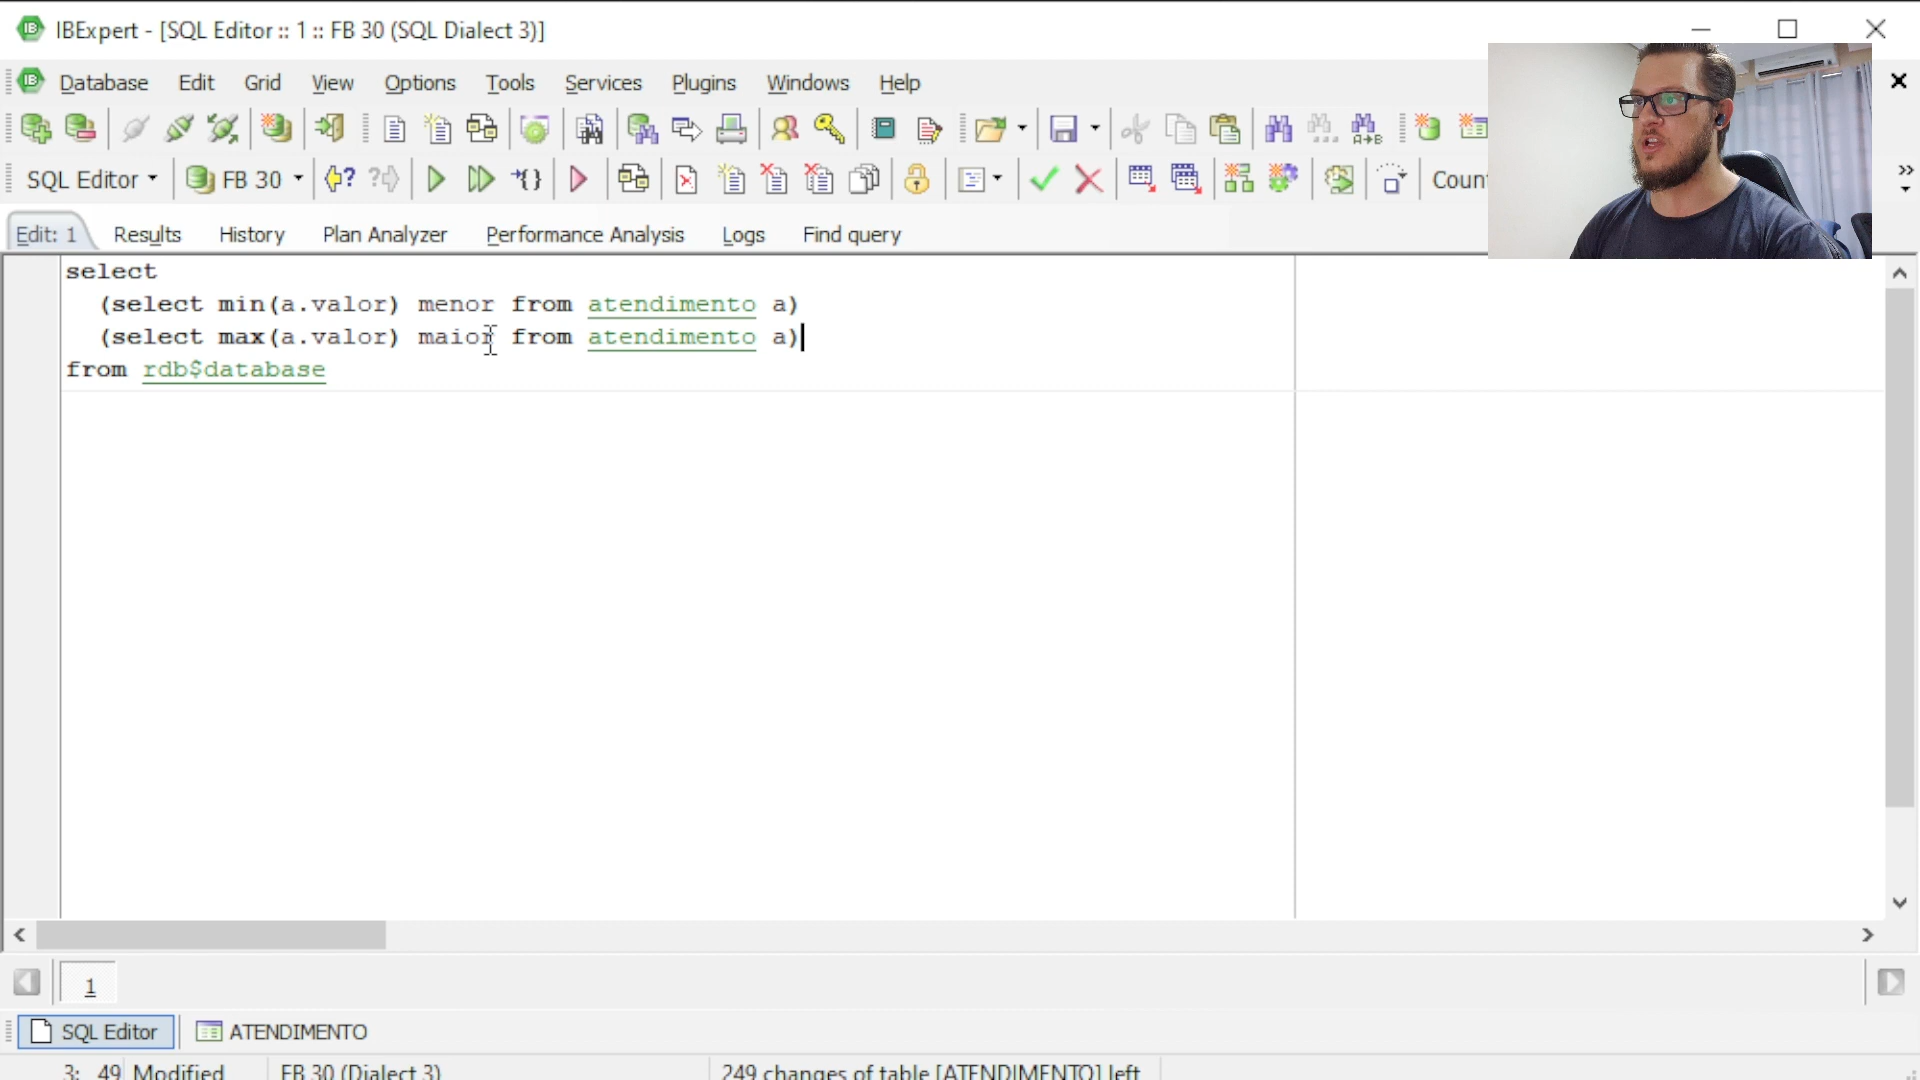 IBExpert - [SQL Editor :: 1 :: FB 30 (SQL Dialect 3)]
Database Edit Grid View Options Tools Services Plugins Windows Help
SQL Editor FB 30 Coun
Edit: 1 Results History Plan Analyzer Performance Analysis Logs Find query
select
(select min(a.valor) menor from atendimento a)
(select max(a.valor) maior from atendimento a)
from rdb$database
1
SQL Editor ATENDIMENTO
3: 49 Modified FB 30 (Dialect 3) 249 changes of table [ATENDIMENTO] left